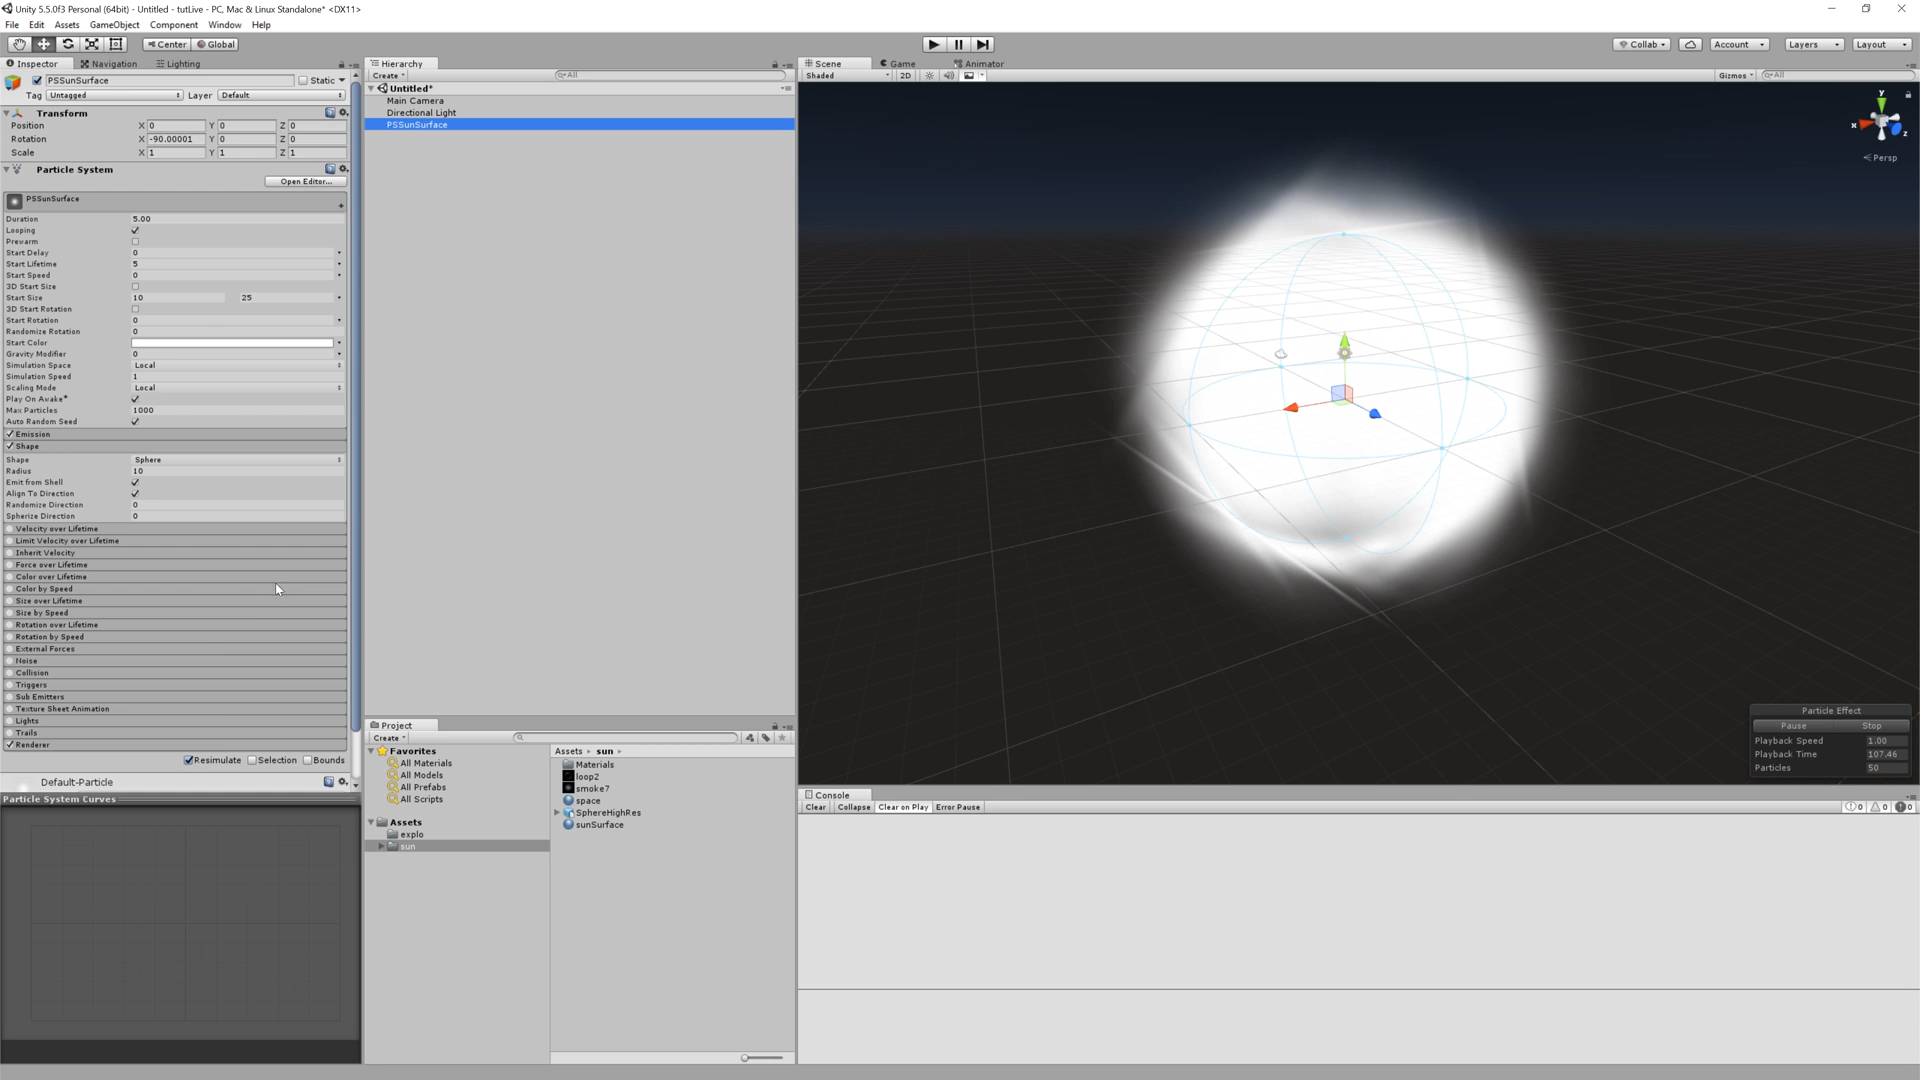 Unity 5.5.0f3 Personal (64bit) - Untitled - tutLive - PC, Mac & Linux Standalone* <DX11>
File Edit Assets GameObject Component Window Help
Center Global Collab Account Layers Layout
Inspector Navigation Lighting
PSSunSurface Static
Tag Untagged Layer Default
Transform
Position X 0 Y 0 Z 0
Rotation X -90.00001 Y 0 Z 0
Scale X 1 Y 1 Z 1
Particle System
Open Editor...
PSSunSurface
Duration 5.00
Looping
Prewarm
Start Delay 0
Start Lifetime 5
Start Speed 0
3D Start Size
Start Size 10 25
3D Start Rotation
Start Rotation 0
Randomize Rotation 0
Start Color
Gravity Modifier 0
Simulation Space Local
Simulation Speed 1
Scaling Mode Local
Play On Awake*
Max Particles 1000
Auto Random Seed
Emission
Shape
Shape Sphere
Radius 10
Emit from Shell
Align To Direction
Randomize Direction 0
Spherize Direction 0
Velocity over Lifetime
Limit Velocity over Lifetime
Inherit Velocity
Force over Lifetime
Color over Lifetime
Color by Speed
Size over Lifetime
Size by Speed
Rotation over Lifetime
Rotation by Speed
External Forces
Noise
Collision
Triggers
Sub Emitters
Texture Sheet Animation
Lights
Trails
Renderer
Resimulate Selection Bounds
Default-Particle
Particle System Curves
Hierarchy
Create All
Untitled*
Main Camera
Directional Light
PSSunSurface
Project
Create
Favorites
All Materials
All Models
All Prefabs
All Scripts
Assets
explo
sun
Assets sun
Materials
loop2
smoke7
space
SphereHighRes
sunSurface
Scene Game Animator
Shaded 2D Gizmos All
y
x z
Persp
Particle Effect
Pause Stop
Playback Speed 1.00
Playback Time 107.46
Particles 50
Console
Clear Collapse Clear on Play Error Pause 0 0 0